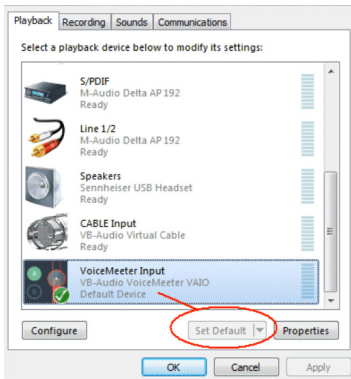 Playback Recording Sounds Communications
Select a playback device below to modify its settings:
S/PDIF
M-Audio Delta AP 192
Ready
Line 1/2
M-Audio Delta AP 192
Ready
Speakers
Sennheiser USB Headset
Ready
CABLE Input
VB-Audio Virtual Cable
Ready
VoiceMeeter Input
VB-Audio VoiceMeeter VAIO
Default Device
Configure Set Default Properties
OK Cancel Apply